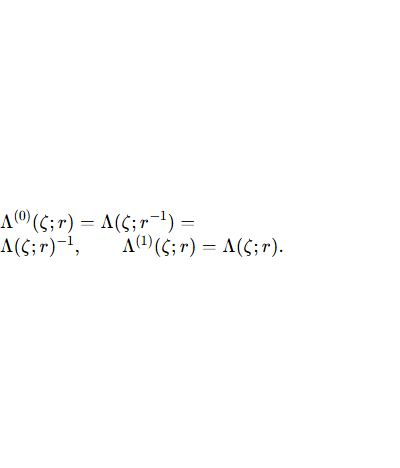 Λ⁽⁰⁾(ζ; r) = Λ(ζ; r⁻¹) =
Λ(ζ; r)⁻¹, Λ⁽¹⁾(ζ; r) = Λ(ζ; r).